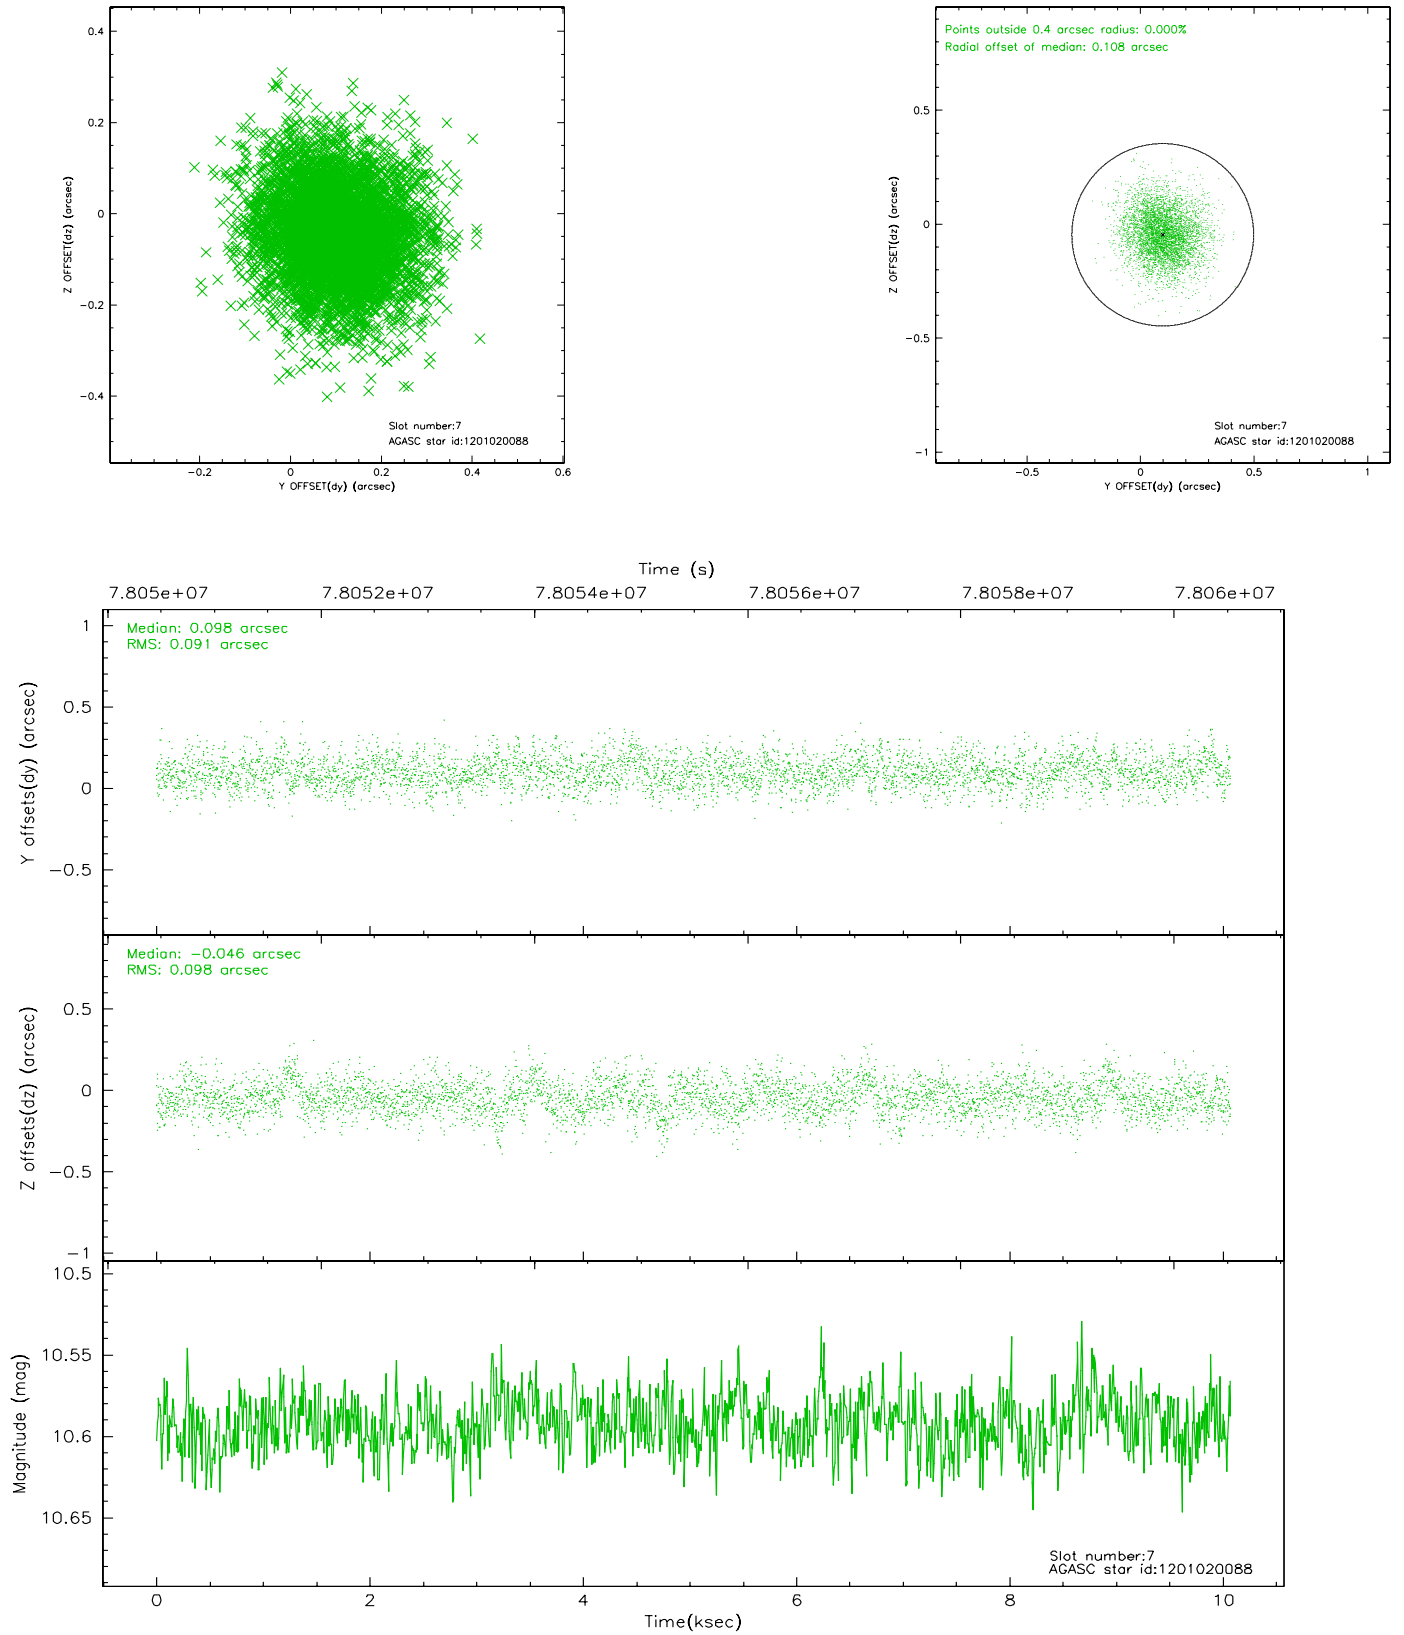 0.4
0.2
0
−0.2
−0.4
Z OFFSET(dz) (arcsec)
Slot number:7
AGASC star id:1201020088
−0.2 0 0.2 0.4 0.6
Y OFFSET(dy) (arcsec)
Points outside 0.4 arcsec radius: 0.000%
Radial offset of median: 0.108 arcsec
0.5
0
−0.5
−1
Z OFFSET(dz) (arcsec)
Slot number:7
AGASC star id:1201020088
−0.5 0 0.5 1
Y OFFSET(dy) (arcsec)
Time (s)
7.805e+07 7.8052e+07 7.8054e+07 7.8056e+07 7.8058e+07 7.806e+07
Median: 0.098 arcsec
RMS: 0.091 arcsec
1
0.5
0
−0.5
Y offsets(dy) (arcsec)
Median: −0.046 arcsec
RMS: 0.098 arcsec
0.5
0
−0.5
−1
Z offsets(dz) (arcsec)
10.5
10.55
10.6
10.65
Magnitude (mag)
Slot number:7
AGASC star id:1201020088
0 2 4 6 8 10
Time(ksec)